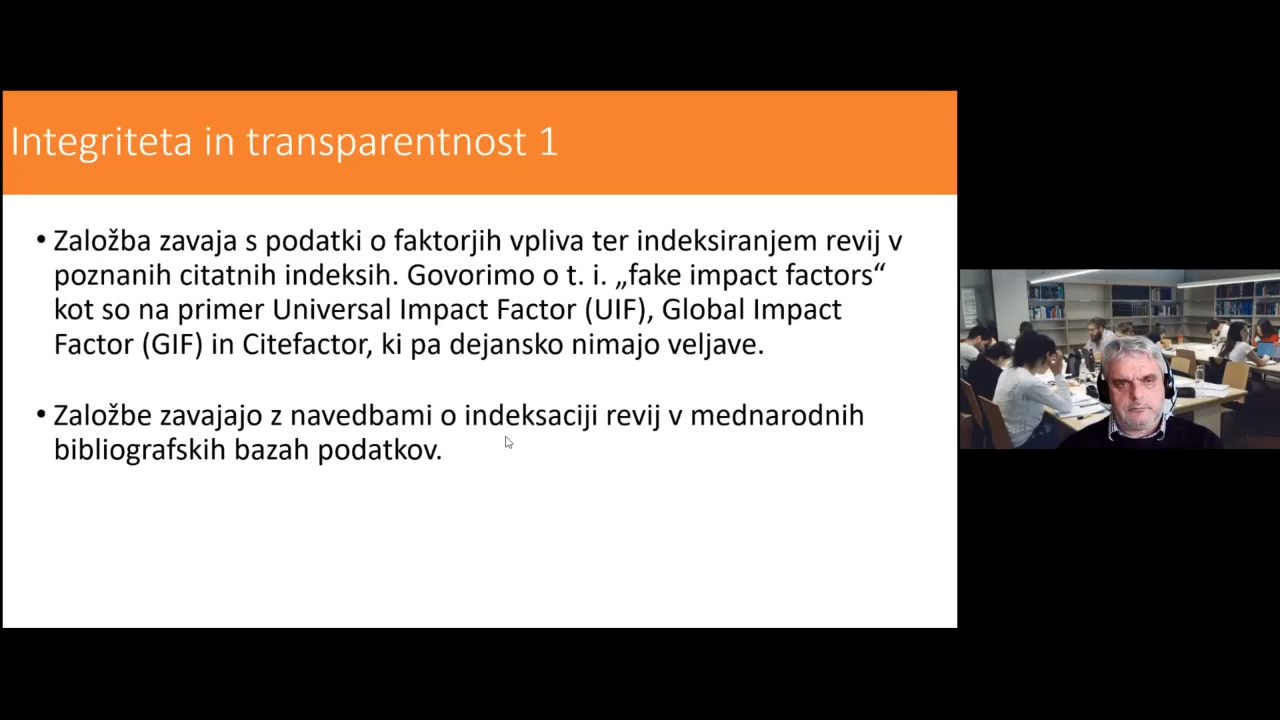 Integriteta in transparentnost 1
• Založba zavaja s podatki o faktorjih vpliva ter indeksiranjem revij v
poznanih citatnih indeksih. Govorimo o t. i. „fake impact factors“
kot so na primer Universal Impact Factor (UIF), Global Impact
Factor (GIF) in Citefactor, ki pa dejansko nimajo veljave.
• Založbe zavajajo z navedbami o indeksaciji revij v mednarodnih
bibliografskih bazah podatkov.